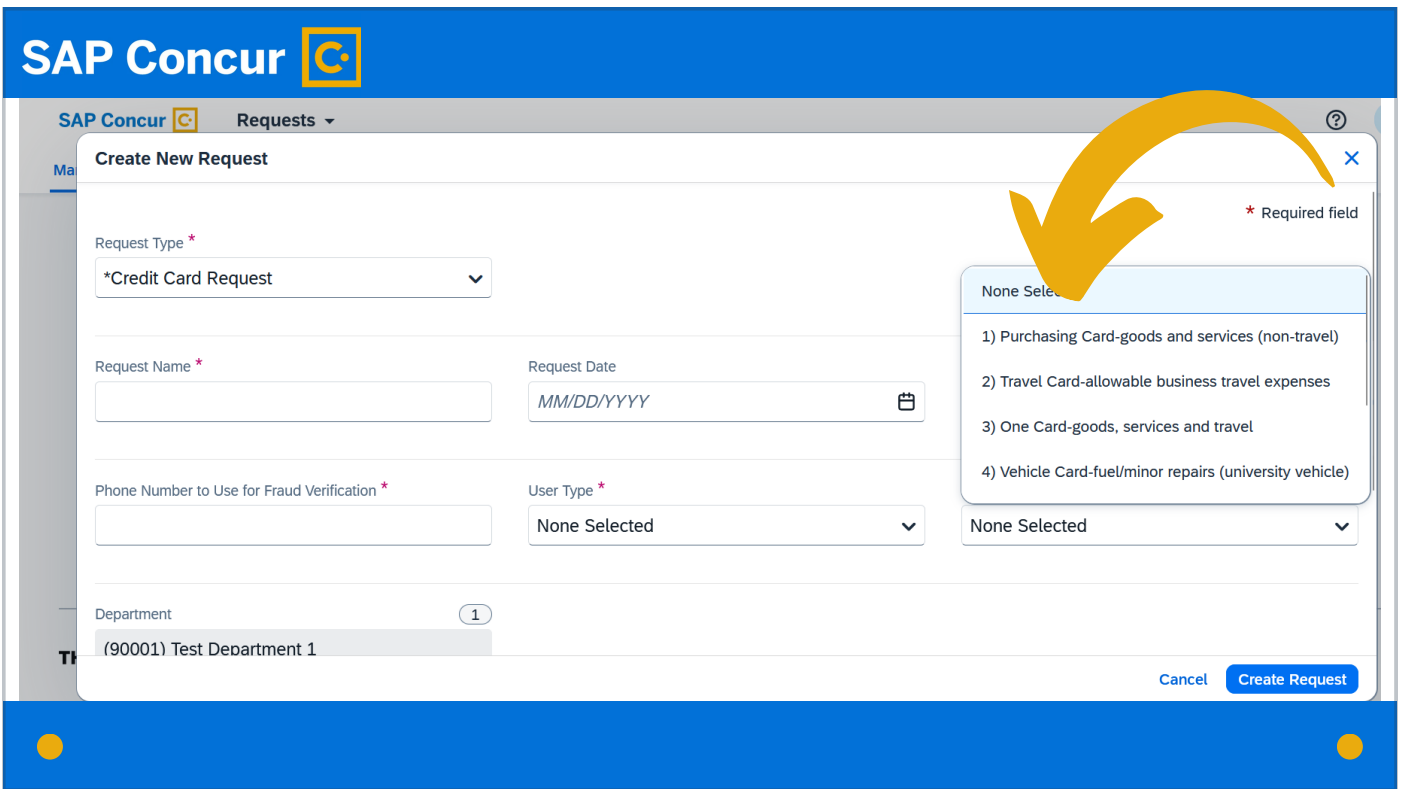 SAP Concur
SAP Concur Requests
Create New Request
* Required field
Request Type *
*Credit Card Request
None
1) Purchasing Card-goods and services (non-travel)
Request Name *
Request Date
MM/DD/YYYY
2) Travel Card-allowable business travel expenses
3) One Card-goods, services and travel
4) Vehicle Card-fuel/minor repairs (university vehicle)
Phone Number to Use for Fraud Verification *
User Type *
None Selected
None Selected
Department 1
(90001) Test Department 1
Cancel Create Request